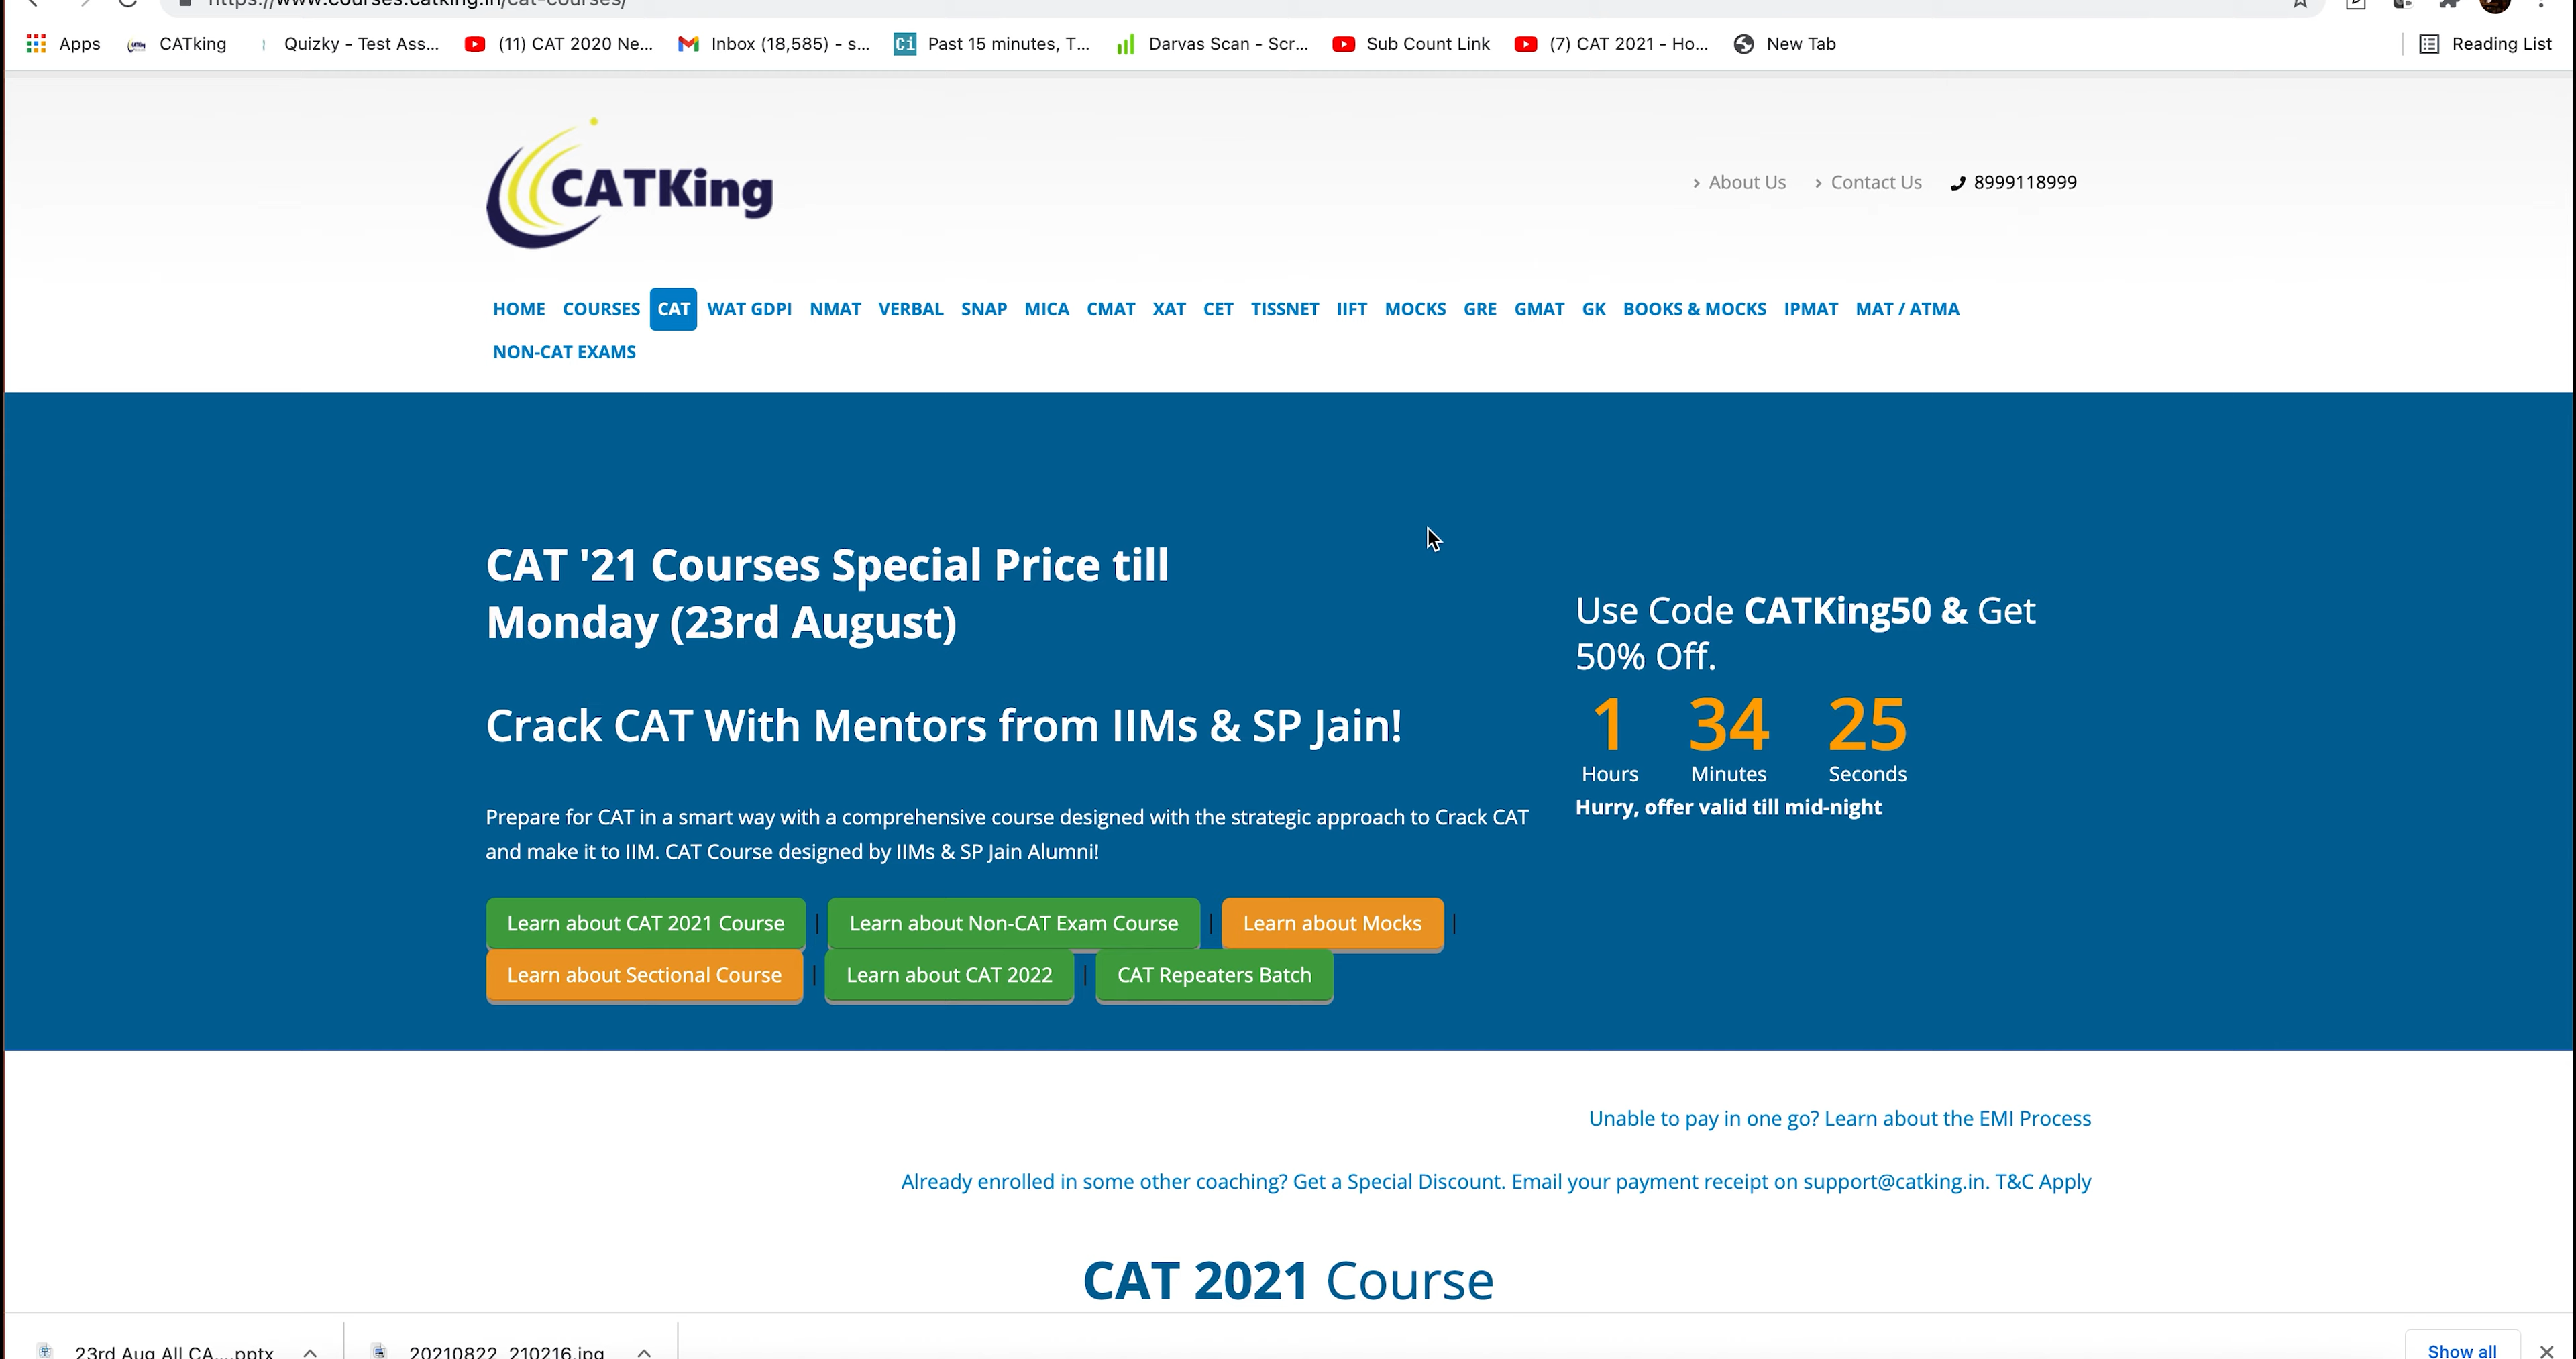 https://www.courses.catking.in/cat-courses/
Apps CATking Quizky - Test Ass... (11) CAT 2020 Ne... Inbox (18,585) - s... Ci Past 15 minutes, T... Darvas Scan - Scr... Sub Count Link (7) CAT 2021 - Ho... New Tab Reading List
CATKing
About Us Contact Us 8999118999
HOME COURSES CAT WAT GDPI NMAT VERBAL SNAP MICA CMAT XAT CET TISSNET IIFT MOCKS GRE GMAT GK BOOKS & MOCKS IPMAT MAT / ATMA
NON-CAT EXAMS
CAT '21 Courses Special Price till
Monday (23rd August)
Crack CAT With Mentors from IIMs & SP Jain!
Prepare for CAT in a smart way with a comprehensive course designed with the strategic approach to Crack CAT
and make it to IIM. CAT Course designed by IIMs & SP Jain Alumni!
Learn about CAT 2021 Course | Learn about Non-CAT Exam Course | Learn about Mocks |
Learn about Sectional Course | Learn about CAT 2022 | CAT Repeaters Batch
Use Code CATKing50 & Get
50% Off.
1 34 25
Hours Minutes Seconds
Hurry, offer valid till mid-night
Unable to pay in one go? Learn about the EMI Process
Already enrolled in some other coaching? Get a Special Discount. Email your payment receipt on support@catking.in. T&C Apply
CAT 2021 Course
23rd Aug All CA....pptx 20210822_210216.jpg Show all